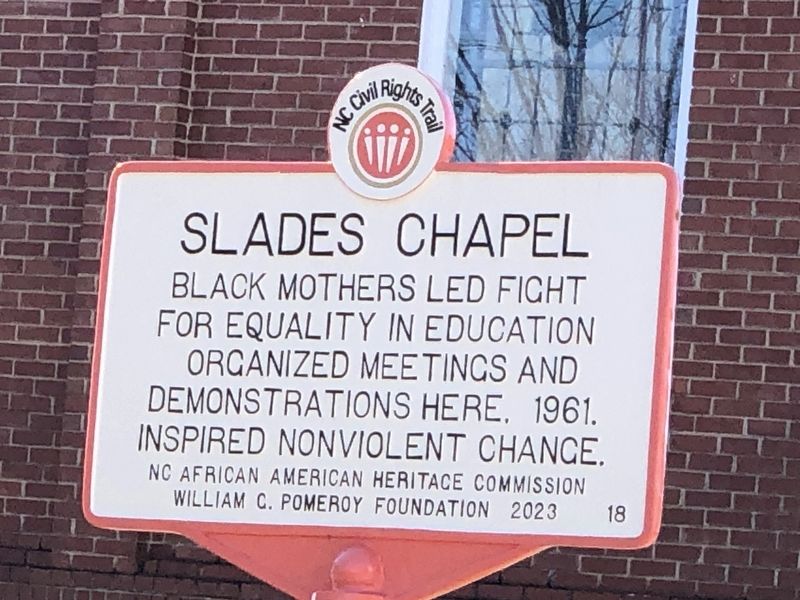 NC Civil Rights Trail
SLADES CHAPEL
BLACK MOTHERS LED FIGHT
FOR EQUALITY IN EDUCATION
ORGANIZED MEETINGS AND
DEMONSTRATIONS HERE, 1961.
INSPIRED NONVIOLENT CHANGE.
NC AFRICAN AMERICAN HERITAGE COMMISSION
WILLIAM G. POMEROY FOUNDATION 2023 18